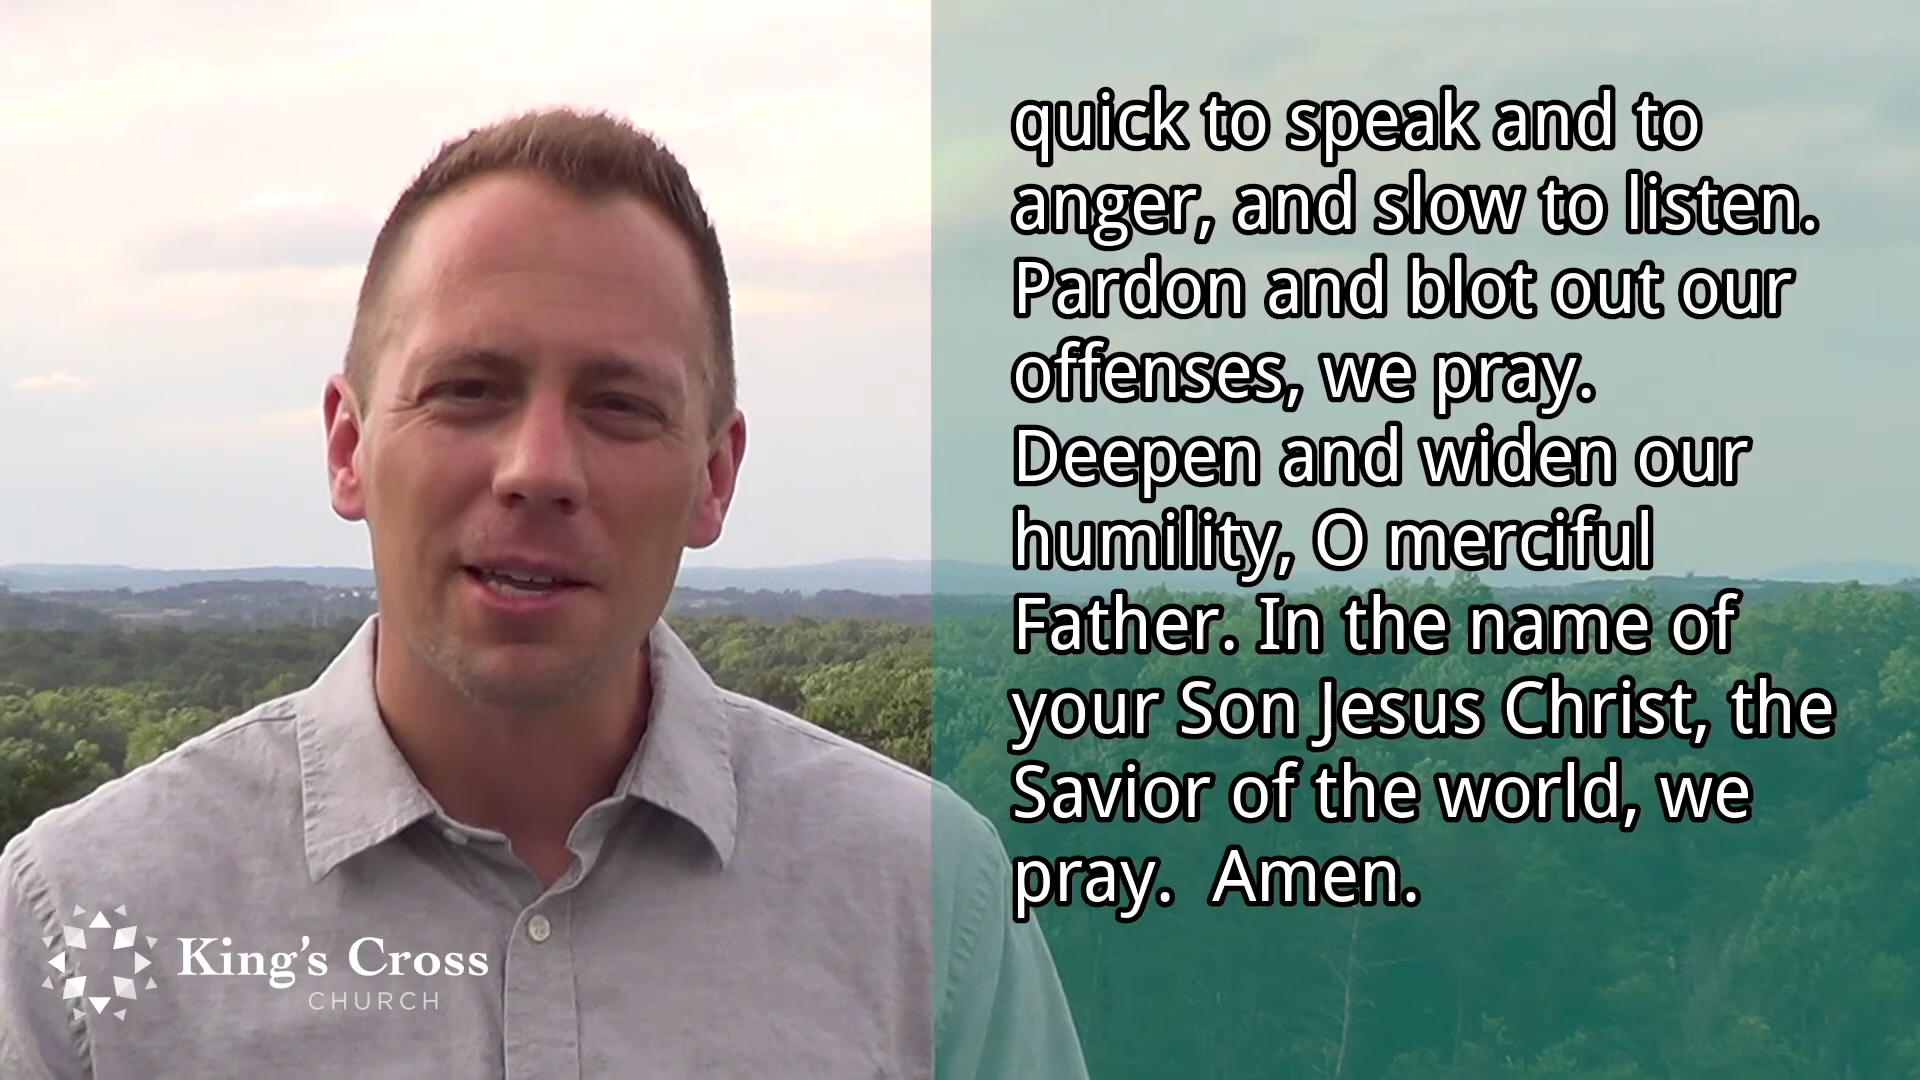 quick to speak and to
anger, and slow to listen.
Pardon and blot out our
offenses, we pray.
Deepen and widen our
humility, O merciful
Father. In the name of
your Son Jesus Christ, the
Savior of the world, we
pray.  Amen.
King's Cross
CHURCH